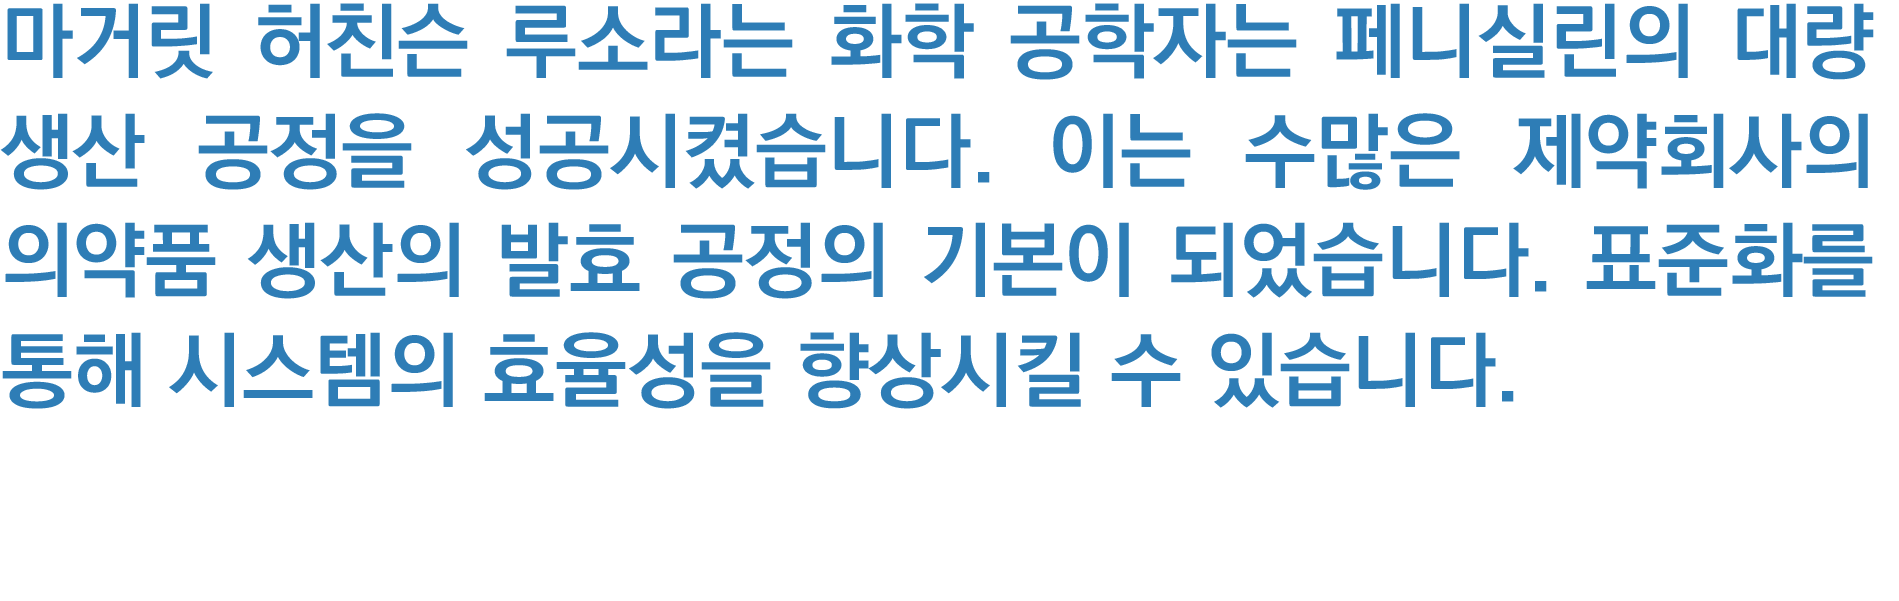 마거릿 허친슨 루소라는 화학 공학자는 페니실린의 대량
생산 공정을 성공시켰습니다. 이는 수많은 제약회사의
의약품 생산의 발효 공정의 기본이 되었습니다. 표준화를
통해 시스템의 효율성을 향상시킬 수 있습니다.